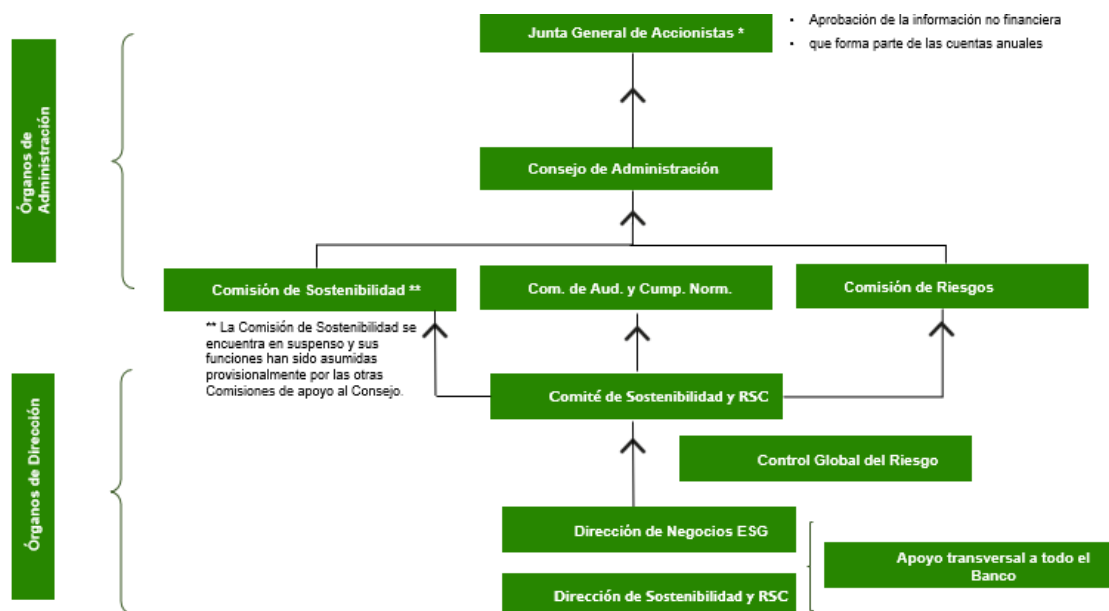 Junta General de Accionistas *
▪ Aprobación de la información no financiera
▪ que forma parte de las cuentas anuales
Órganos de
Administración
Consejo de Administración
Comisión de Sostenibilidad **
Com. de Aud. y Cump. Norm.
Comisión de Riesgos
** La Comisión de Sostenibilidad se
encuentra en suspenso y sus
funciones han sido asumidas
provisionalmente por las otras
Comisiones de apoyo al Consejo.
Órganos de Dirección
Comité de Sostenibilidad y RSC
Control Global del Riesgo
Dirección de Negocios ESG
Apoyo transversal a todo el
Banco
Dirección de Sostenibilidad y RSC